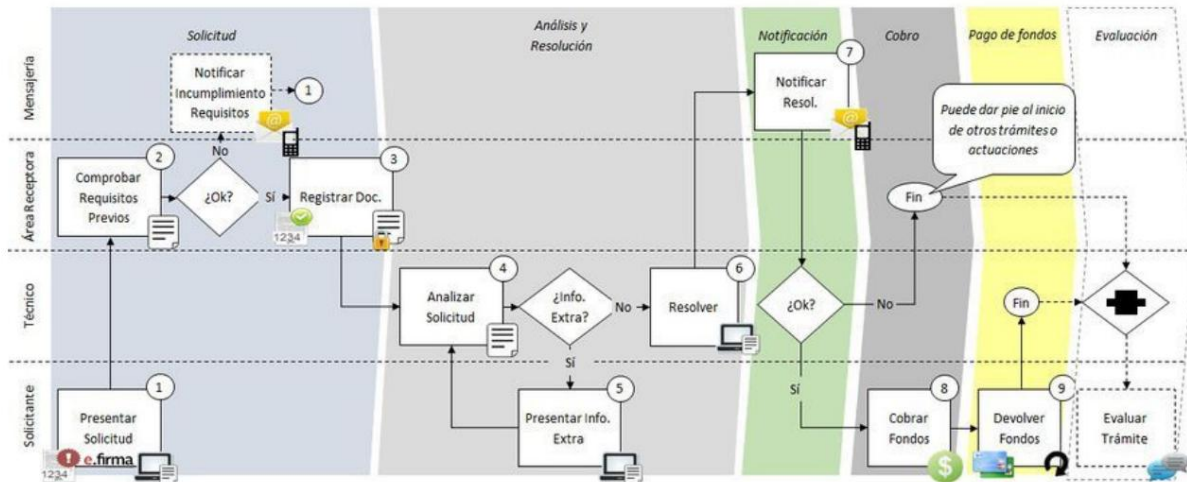 Solicitud
Análisis y
Resolución
Notificación
Cobro
Pago de fondos
Evaluación
Mensajería
Notificar
Incumplimiento
Requisitos
1
@
7
Notificar
Resol.
@
Puede dar pie al inicio
de otros trámites o
actuaciones
Área Receptora
2
Comprobar
Requisitos
Previos
No
¿Ok?
Sí
3
Registrar Doc.
1234
Fin
Técnico
4
Analizar
Solicitud
¿Info.
Extra?
No
6
Resolver
¿Ok?
No
Fin
Sí
Sí
Solicitante
1
Presentar
Solicitud
1234
e.firma
5
Presentar Info.
Extra
8
Cobrar
Fondos
$
9
Devolver
Fondos
Evaluar
Trámite